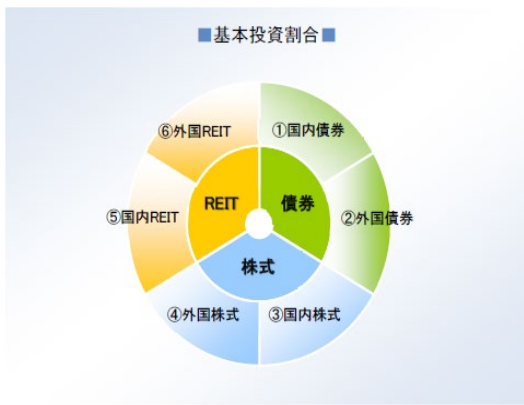 ■基本投資割合■
⑥外国REIT
①国内債券
REIT
債券
⑤国内REIT
②外国債券
株式
④外国株式
③国内株式